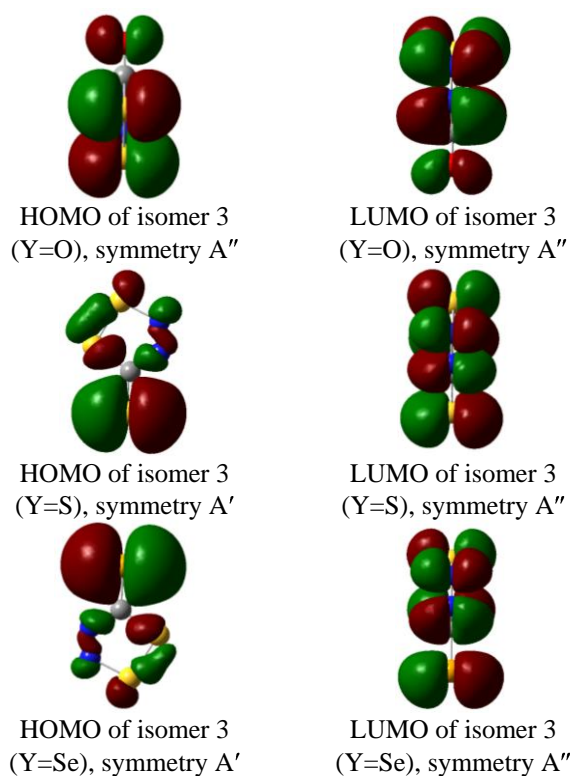 HOMO of isomer 3
(Y=O), symmetry A″
LUMO of isomer 3
(Y=O), symmetry A″
HOMO of isomer 3
(Y=S), symmetry A′
LUMO of isomer 3
(Y=S), symmetry A″
HOMO of isomer 3
(Y=Se), symmetry A′
LUMO of isomer 3
(Y=Se), symmetry A″